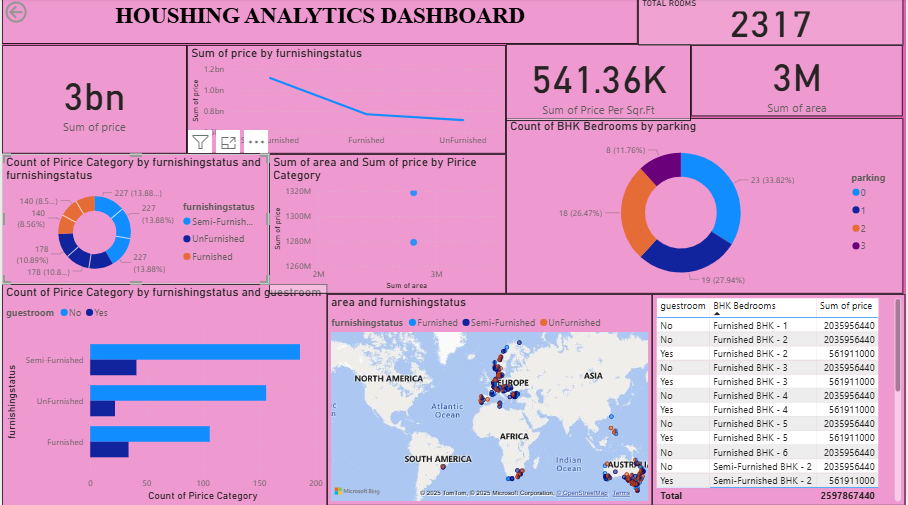 HOUSHING ANALYTICS DASHBOARD
TOTAL ROOMS
2317
3bn
Sum of price
Sum of price by furnishingstatus
Sum of price
1.2bn
1.0bn
0.8bn
Furnished
UnFurnished
541.36K
Sum of Price Per Sqr.Ft
3M
Sum of area
Count of Pirice Category by furnishingstatus and
furnishingstatus
227 (13.88...)
227
(13.88%)
227
(13.88%)
178 (10.8...)
178
(10.89%)
140
(8.56%)
140 (8.5...)
furnishingstatus
Semi-Furnish...
UnFurnished
Furnished
Sum of area and Sum of price by Pirice
Category
Sum of price
1320M
1300M
1280M
1260M
2M
3M
Sum of area
Count of BHK Bedrooms by parking
8 (11.76%)
23 (33.82%)
18 (26.47%)
19 (27.94%)
parking
0
1
2
3
Count of Pirice Category by furnishingstatus and guestroom
guestroom No Yes
furnishingstatus
Semi-Furnished
UnFurnished
Furnished
0 50 100 150 200
Count of Pirice Category
area and furnishingstatus
furnishingstatus Furnished Semi-Furnished UnFurnished
NORTH AMERICA
EUROPE
ASIA
Atlantic
Ocean
AFRICA
SOUTH AMERICA
Indian
Ocean
AUSTRALI
Microsoft Bing
© 2025 TomTom, © 2025 Microsoft Corporation, © OpenStreetMap Terms
guestroom BHK Bedrooms Sum of price
No Furnished BHK - 1 2035956440
No Furnished BHK - 2 2035956440
Yes Furnished BHK - 2 561911000
No Furnished BHK - 3 2035956440
Yes Furnished BHK - 3 561911000
No Furnished BHK - 4 2035956440
Yes Furnished BHK - 4 561911000
No Furnished BHK - 5 2035956440
Yes Furnished BHK - 5 561911000
No Furnished BHK - 6 2035956440
No Semi-Furnished BHK - 2 2035956440
Yes Semi-Furnished BHK - 2 561911000
Total 2597867440